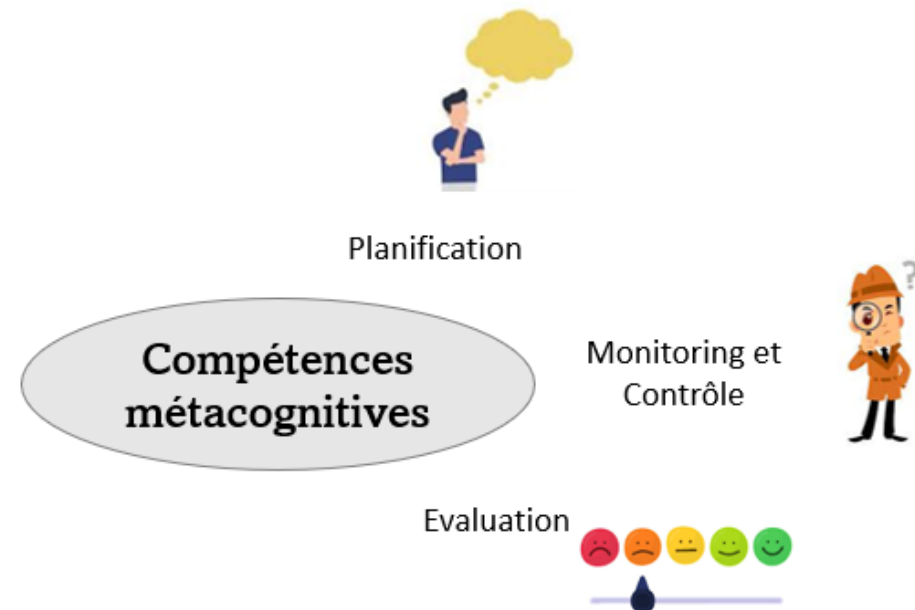 Planification
Compétences
métacognitives
Monitoring et
Contrôle
Evaluation
?